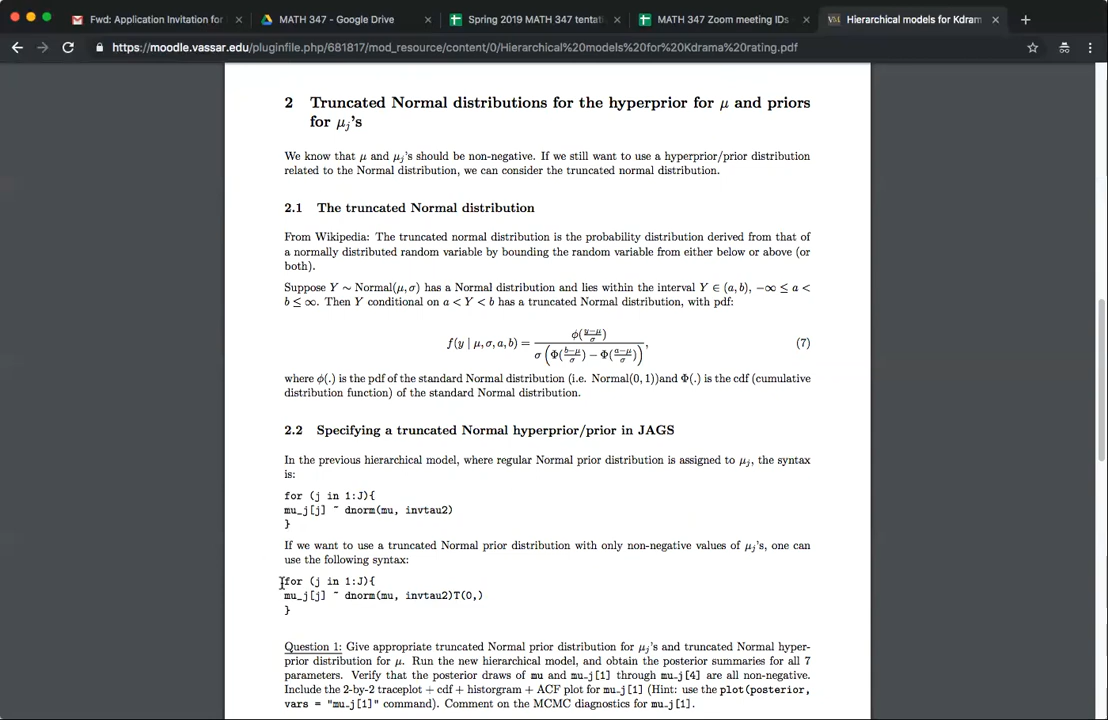 Fwd: Application Invitation for
MATH 347 - Google Drive
Spring 2019 MATH 347 tentati
MATH 347 Zoom meeting IDs
Hierarchical models for Kdram
https://moodle.vassar.edu/pluginfile.php/681817/mod_resource/content/0/Hierarchical%20models%20for%20Kdrama%20rating.pdf
2 Truncated Normal distributions for the hyperprior for μ and priors
for μj's
We know that μ and μj's should be non-negative. If we still want to use a hyperprior/prior distribution
related to the Normal distribution, we can consider the truncated normal distribution.
2.1 The truncated Normal distribution
From Wikipedia: The truncated normal distribution is the probability distribution derived from that of
a normally distributed random variable by bounding the random variable from either below or above (or
both).
Suppose Y ∼ Normal(μ, σ) has a Normal distribution and lies within the interval Y ∈ (a, b), −∞ ≤ a <
b ≤ ∞. Then Y conditional on a < Y < b has a truncated Normal distribution, with pdf:
f(y | μ, σ, a, b) = φ((y−μ)/σ) / (σ (Φ((b−μ)/σ) − Φ((a−μ)/σ))), (7)
where φ(.) is the pdf of the standard Normal distribution (i.e. Normal(0, 1))and Φ(.) is the cdf (cumulative
distribution function) of the standard Normal distribution.
2.2 Specifying a truncated Normal hyperprior/prior in JAGS
In the previous hierarchical model, where regular Normal prior distribution is assigned to μj, the syntax
is:
for (j in 1:J){
mu_j[j] ~ dnorm(mu, invtau2)
}
If we want to use a truncated Normal prior distribution with only non-negative values of μj's, one can
use the following syntax:
for (j in 1:J){
mu_j[j] ~ dnorm(mu, invtau2)T(0,)
}
Question 1: Give appropriate truncated Normal prior distribution for μj's and truncated Normal hyper-
prior distribution for μ. Run the new hierarchical model, and obtain the posterior summaries for all 7
parameters. Verify that the posterior draws of mu and mu_j[1] through mu_j[4] are all non-negative.
Include the 2-by-2 traceplot + cdf + historgram + ACF plot for mu_j[1] (Hint: use the plot(posterior,
vars = "mu_j[1]" command). Comment on the MCMC diagnostics for mu_j[1].